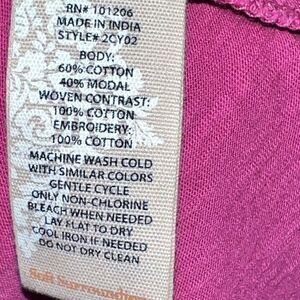 RN# 101206
MADE IN INDIA
STYLE# 2CY02
BODY:
60% COTTON
40% MODAL
WOVEN CONTRAST:
100% COTTON
EMBROIDERY:
100% COTTON
MACHINE WASH COLD
WITH SIMILAR COLORS
GENTLE CYCLE
ONLY NON-CHLORINE
BLEACH WHEN NEEDED
LAY FLAT TO DRY
COOL IRON IF NEEDED
DO NOT DRY CLEAN
Soft Surroundings